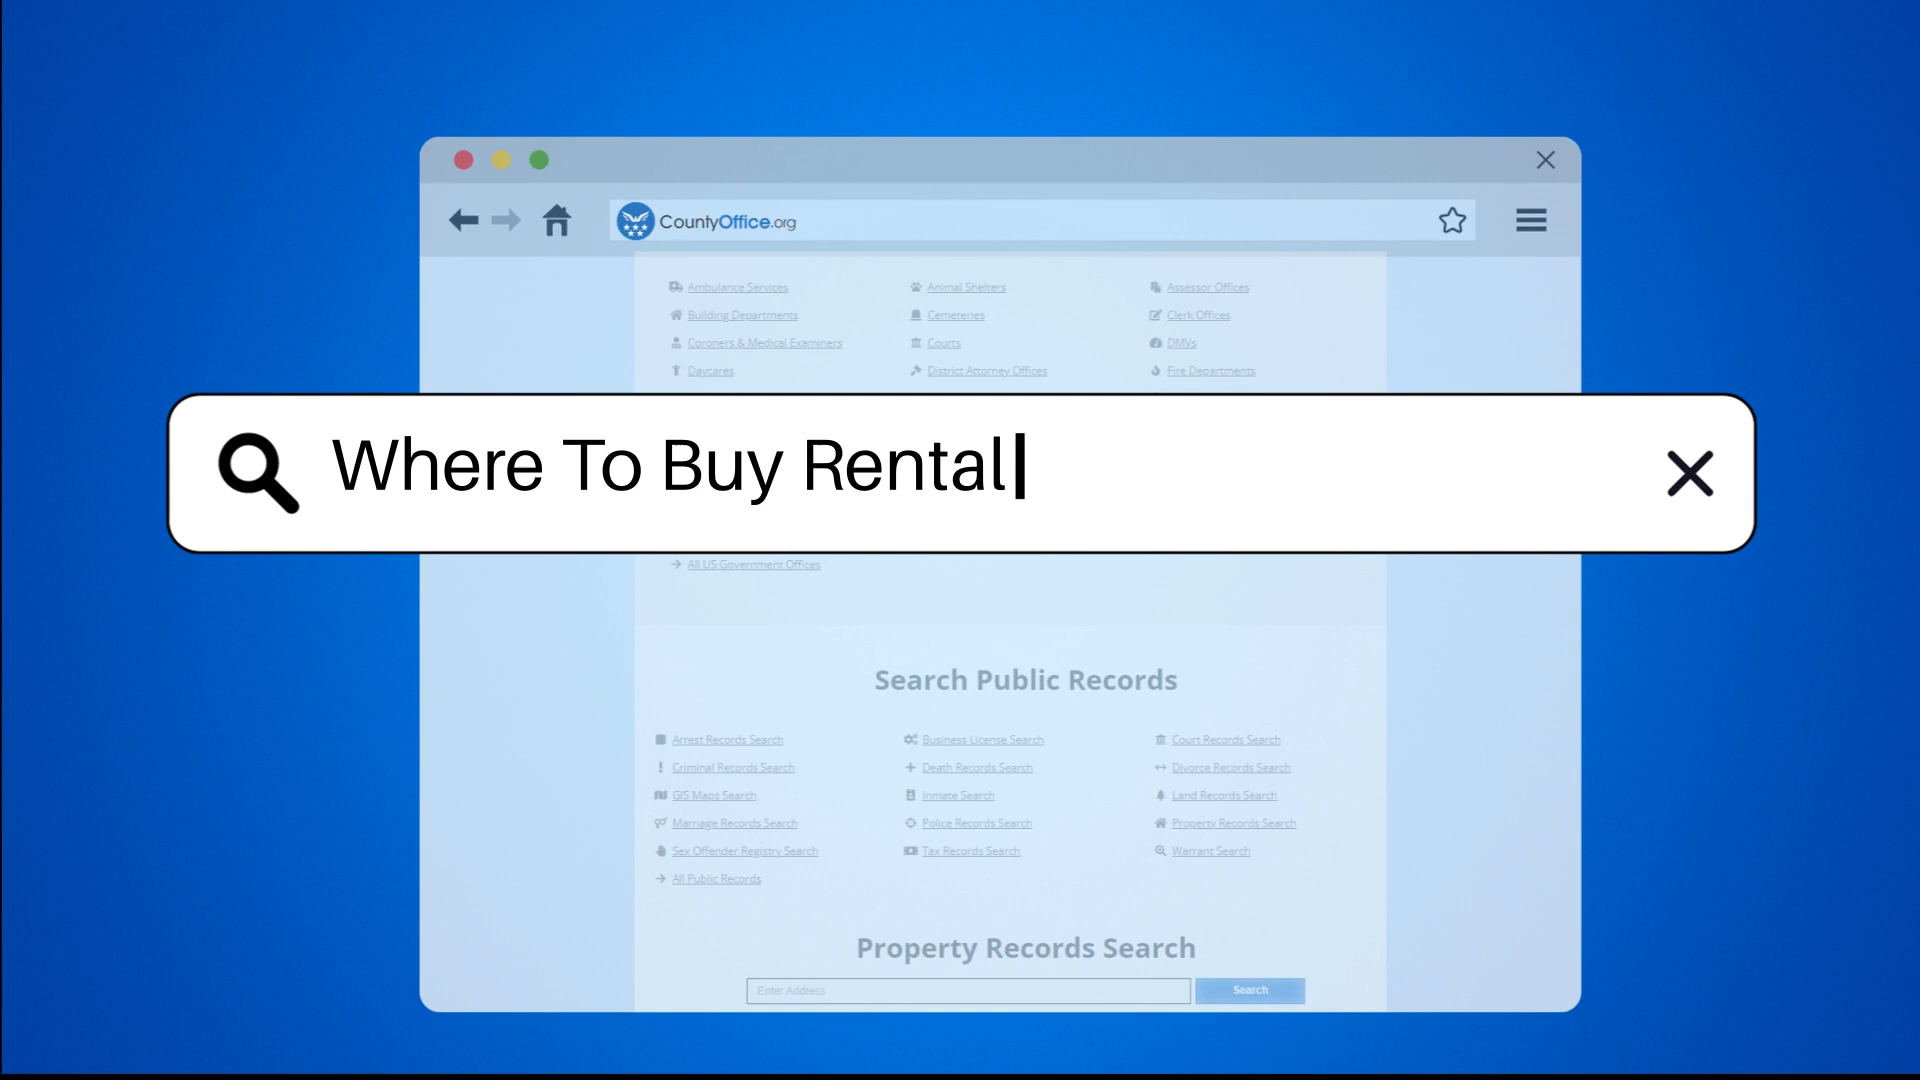 CountyOffice.org
Ambulance Services Animal Shelters Assessor Offices
Building Departments Cemeteries Clerk Offices
Coroners & Medical Examiners Courts DMVs
Daycares District Attorney Offices Fire Departments
Where To Buy Rental
All US Government Offices
Search Public Records
Arrest Records Search Business License Search Court Records Search
Criminal Records Search Death Records Search Divorce Records Search
GIS Maps Search Inmate Search Land Records Search
Marriage Records Search Police Records Search Property Records Search
Sex Offender Registry Search Tax Records Search Warrant Search
All Public Records
Property Records Search
Enter Address Search